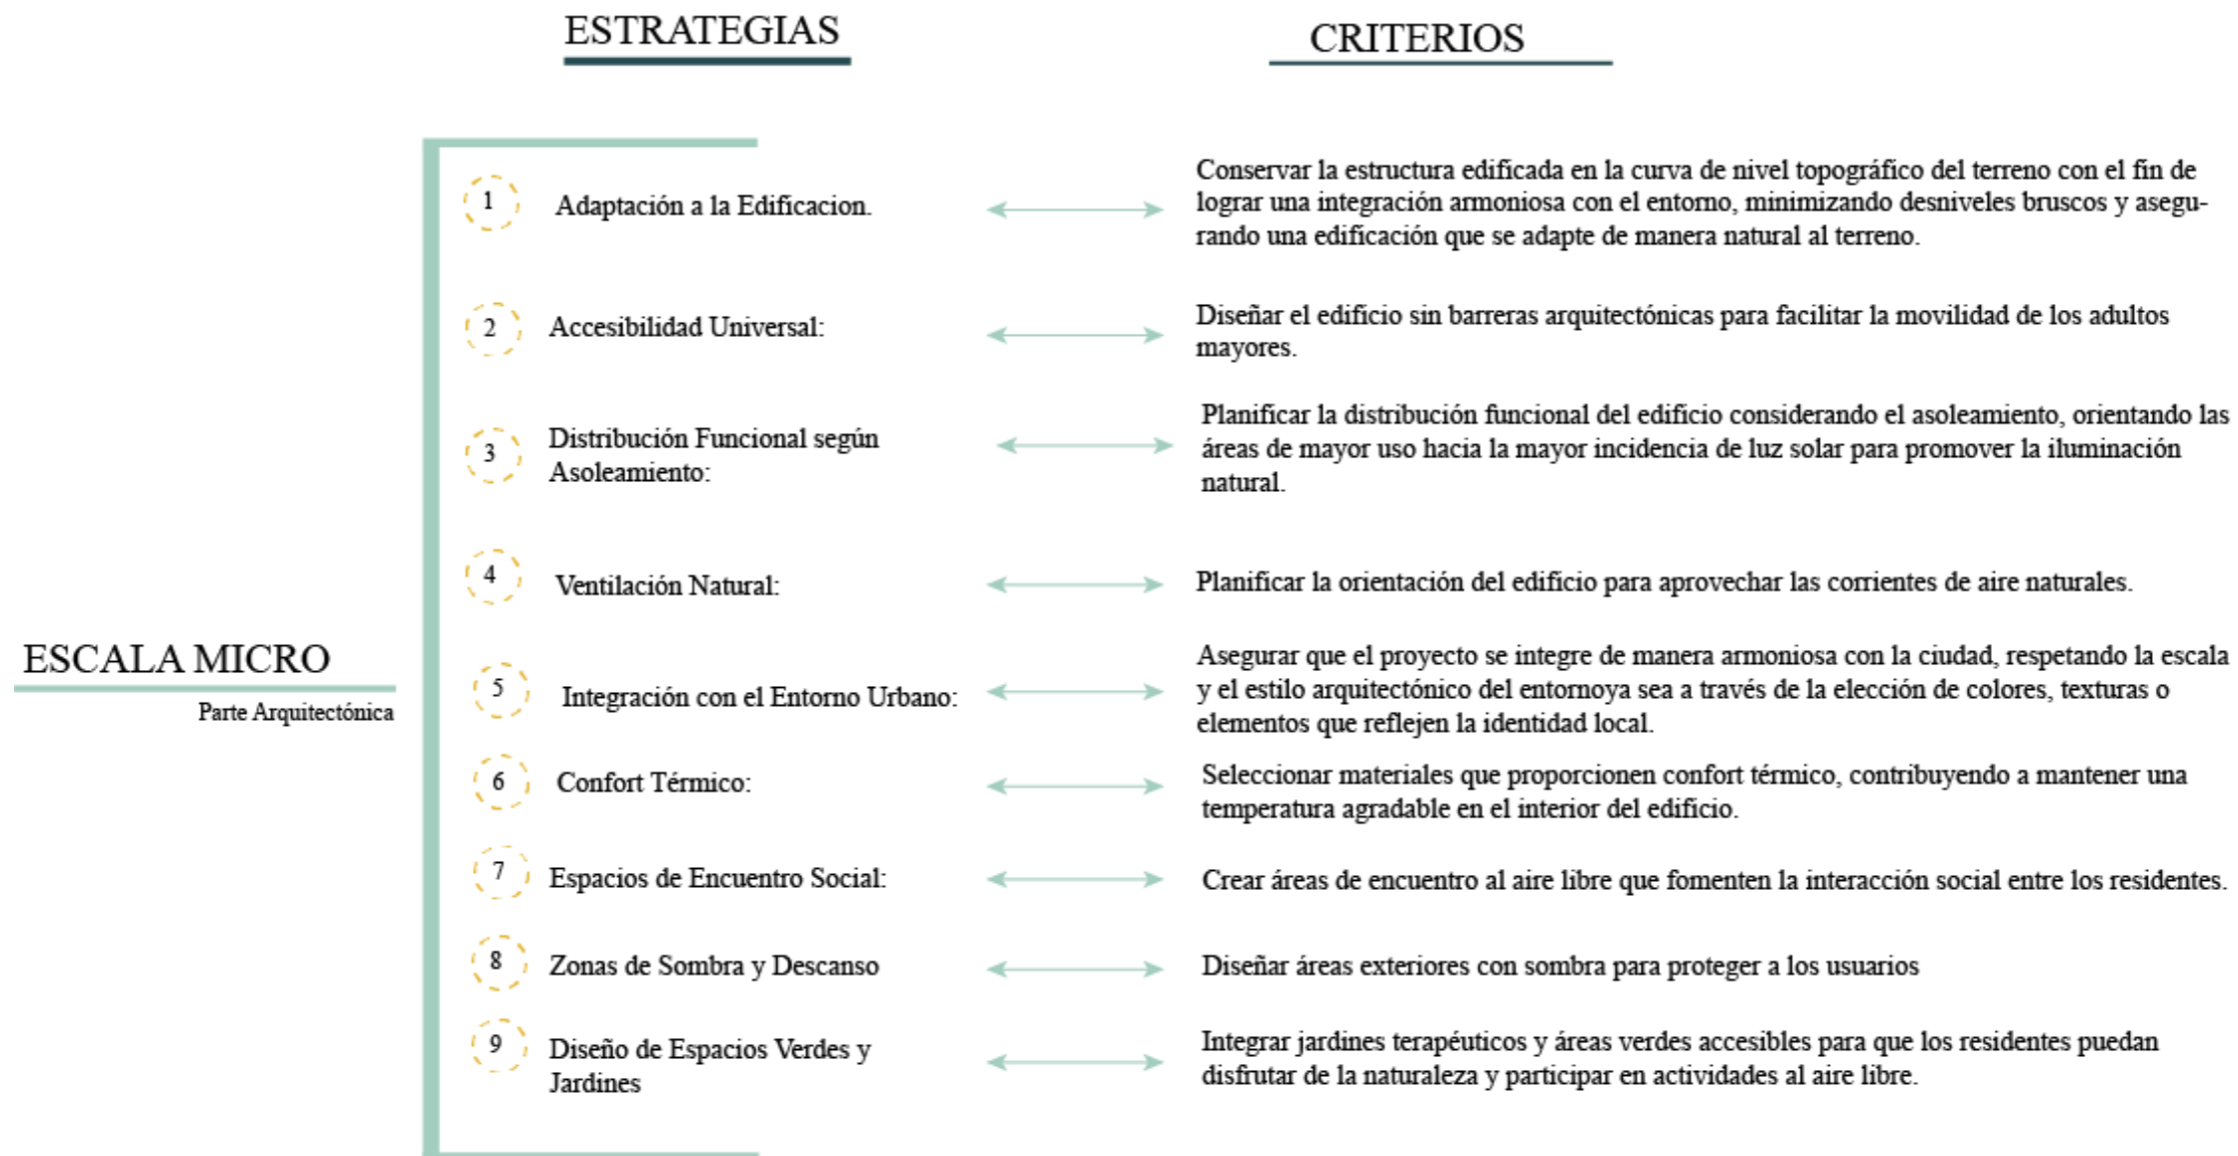 ESTRATEGIAS
CRITERIOS
ESCALA MICRO
Parte Arquitectónica
1
Adaptación a la Edificacion.
Conservar la estructura edificada en la curva de nivel topográfico del terreno con el fin de
lograr una integración armoniosa con el entorno, minimizando desniveles bruscos y asegu-
rando una edificación que se adapte de manera natural al terreno.
2
Accesibilidad Universal:
Diseñar el edificio sin barreras arquitectónicas para facilitar la movilidad de los adultos
mayores.
3
Distribución Funcional según
Asoleamiento:
Planificar la distribución funcional del edificio considerando el asoleamiento, orientando las
áreas de mayor uso hacia la mayor incidencia de luz solar para promover la iluminación
natural.
4
Ventilación Natural:
Planificar la orientación del edificio para aprovechar las corrientes de aire naturales.
5
Integración con el Entorno Urbano:
Asegurar que el proyecto se integre de manera armoniosa con la ciudad, respetando la escala
y el estilo arquitectónico del entornoya sea a través de la elección de colores, texturas o
elementos que reflejen la identidad local.
6
Confort Térmico:
Seleccionar materiales que proporcionen confort térmico, contribuyendo a mantener una
temperatura agradable en el interior del edificio.
7
Espacios de Encuentro Social:
Crear áreas de encuentro al aire libre que fomenten la interacción social entre los residentes.
8
Zonas de Sombra y Descanso
Diseñar áreas exteriores con sombra para proteger a los usuarios
9
Diseño de Espacios Verdes y
Jardines
Integrar jardines terapéuticos y áreas verdes accesibles para que los residentes puedan
disfrutar de la naturaleza y participar en actividades al aire libre.